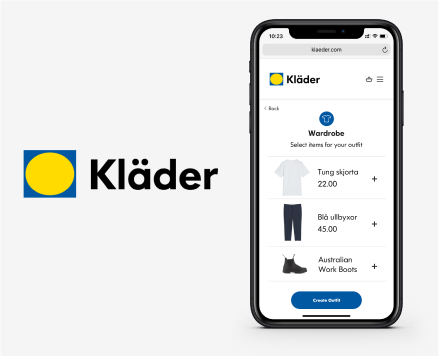 Kläder
10:23
klaeder.com
Kläder
Back
Wardrobe
Select items for your outfit
Tung skjorta
22.00
+
Blå ullbyxor
45.00
+
Australian
Work Boots
+
Create Outfit